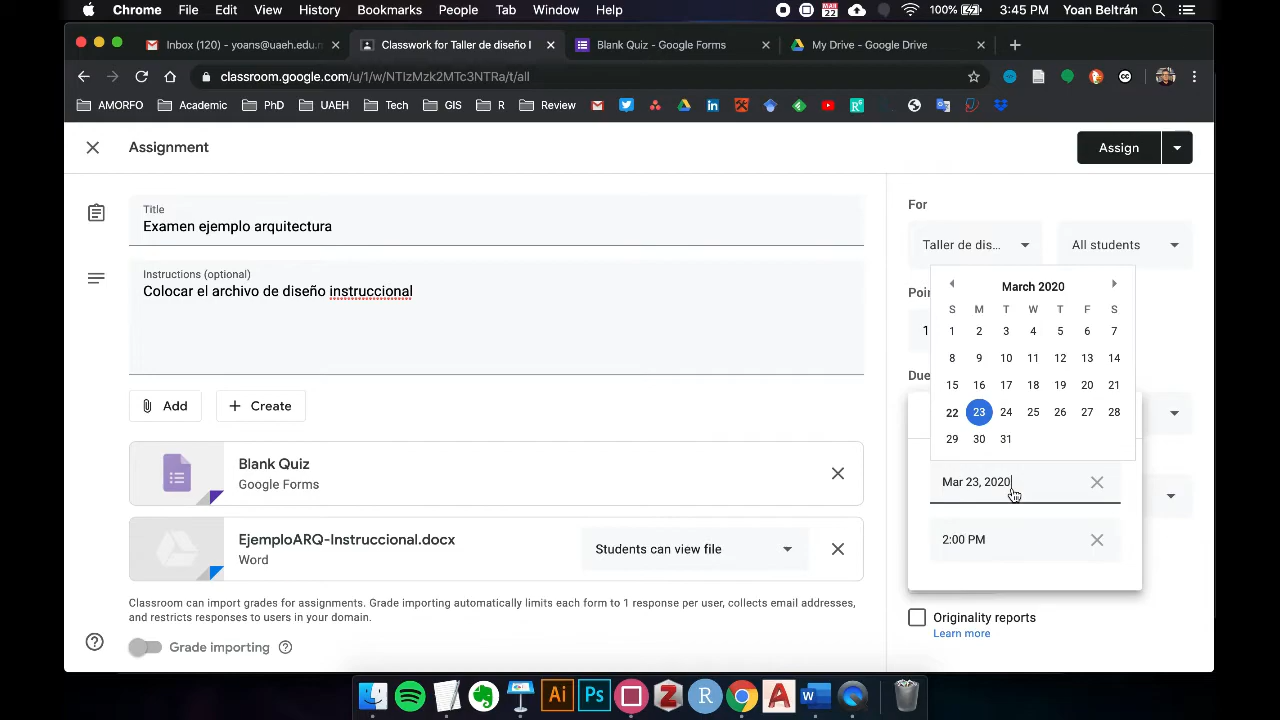 Chrome File Edit View History Bookmarks People Tab Window Help MAR 22 100% 3:45 PM Yoan Beltrán
Inbox (120) - yoans@uaeh.edu.m Classwork for Taller de diseño I Blank Quiz - Google Forms My Drive - Google Drive
classroom.google.com/u/1/w/NTIzMzk2MTc3NTRa/t/all
AMORFO Academic PhD UAEH Tech GIS R Review
Assignment
Assign
Title
Examen ejemplo arquitectura
Instructions (optional)
Colocar el archivo de diseño instruccional
Add
Create
Blank Quiz
Google Forms
EjemploARQ-Instruccional.docx
Word
Students can view file
Classroom can import grades for assignments. Grade importing automatically limits each form to 1 response per user, collects email addresses,
and restricts responses to users in your domain.
Grade importing
For
Taller de dis...
All students
Poin
1
Due
March 2020
S M T W T F S
1 2 3 4 5 6 7
8 9 10 11 12 13 14
15 16 17 18 19 20 21
22 23 24 25 26 27 28
29 30 31
Mar 23, 2020
2:00 PM
Originality reports
Learn more
Ai Ps Z R A W